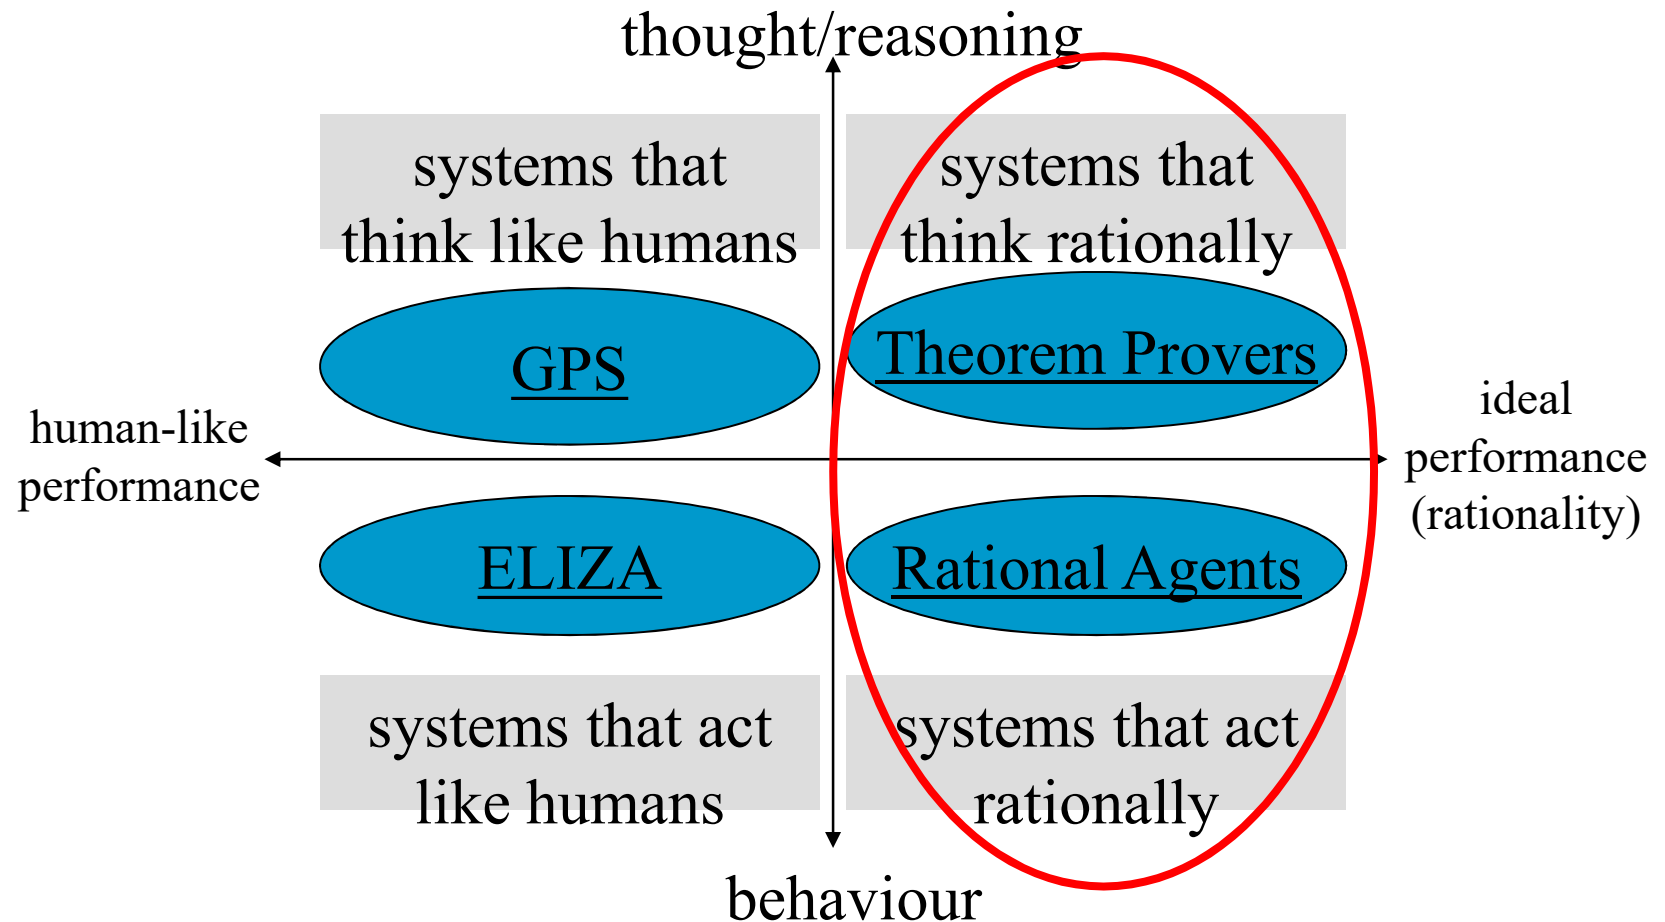 thought/reasoning
systems that
think like humans
systems that
think rationally
GPS
Theorem Provers
human-like
performance
ideal
performance
(rationality)
ELIZA
Rational Agents
systems that act
like humans
systems that act
rationally
behaviour